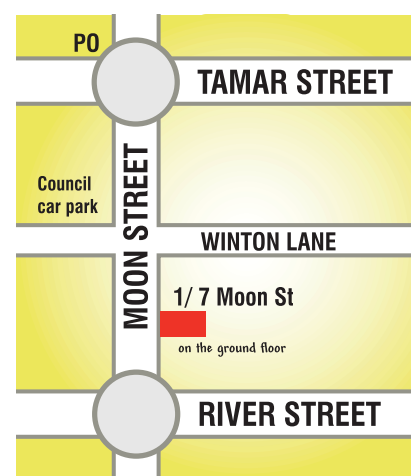 PO
TAMAR STREET
Council
car park
MOON STREET
WINTON LANE
1/ 7 Moon St
on the ground floor
RIVER STREET